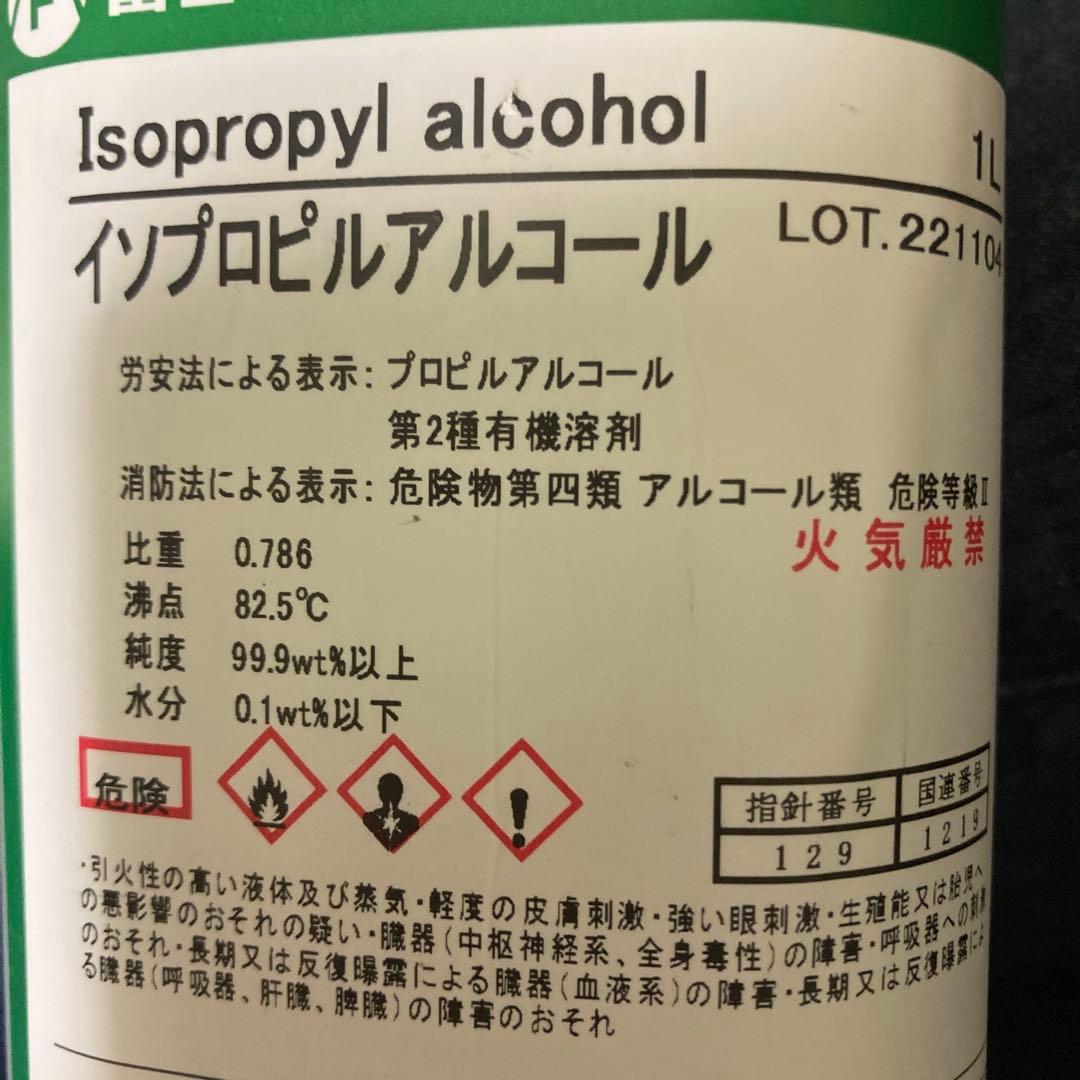 Isopropyl alcohol
1L
イソプロピルアルコール
LOT. 221104
労安法による表示: プロピルアルコール
第2種有機溶剤
消防法による表示: 危険物第四類 アルコール類 危険等級Ⅱ
火気厳禁
比重 0.786
沸点 82.5℃
純度 99.9wt%以上
水分 0.1wt%以下
危険
指針番号 国連番号
129 1219
・引火性の高い液体及び蒸気・軽度の皮膚刺激・強い眼刺激・生殖能又は胎児へ
の悪影響のおそれの疑い・臓器(中枢神経系、全身毒性)の障害・呼吸器への刺激
のおそれ・長期又は反復曝露による臓器(血液系)の障害・長期又は反復曝露によ
る臓器(呼吸器、肝臓、脾臓)の障害のおそれ